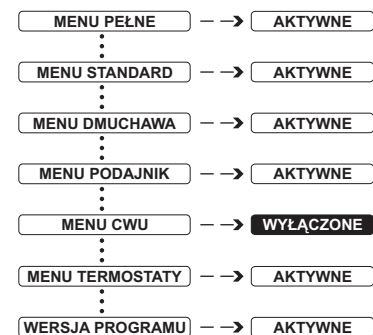 MENU PEŁNE AKTYWNE
MENU STANDARD AKTYWNE
MENU DMUCHAWA AKTYWNE
MENU PODAJNIK AKTYWNE
MENU CWU WYŁĄCZONE
MENU TERMOSTATY AKTYWNE
WERSJA PROGRAMU AKTYWNE